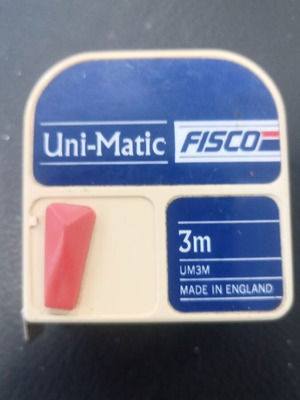 Uni-Matic FISCO
3m
UM3M
MADE IN ENGLAND